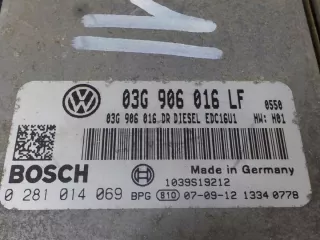 03G 906 016 LF 0550
03G 906 016 DR DIESEL EDC16U1 HW: H01
Made in Germany
BOSCH
1039S19212
0 281 014 069 BPG 810 07-09-12 1334 0778